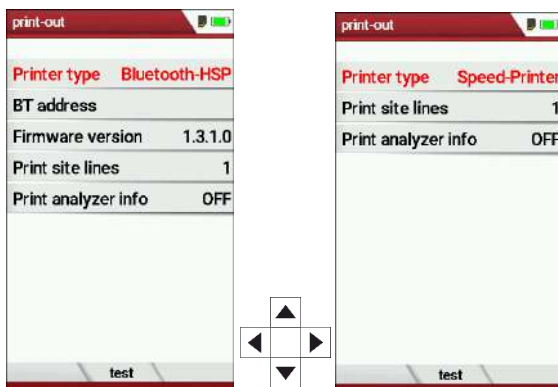 print-out
Printer type Bluetooth-HSP
BT address
Firmware version 1.3.1.0
Print site lines 1
Print analyzer info OFF
test
print-out
Printer type Speed-Printer
Print site lines 1
Print analyzer info OFF
test